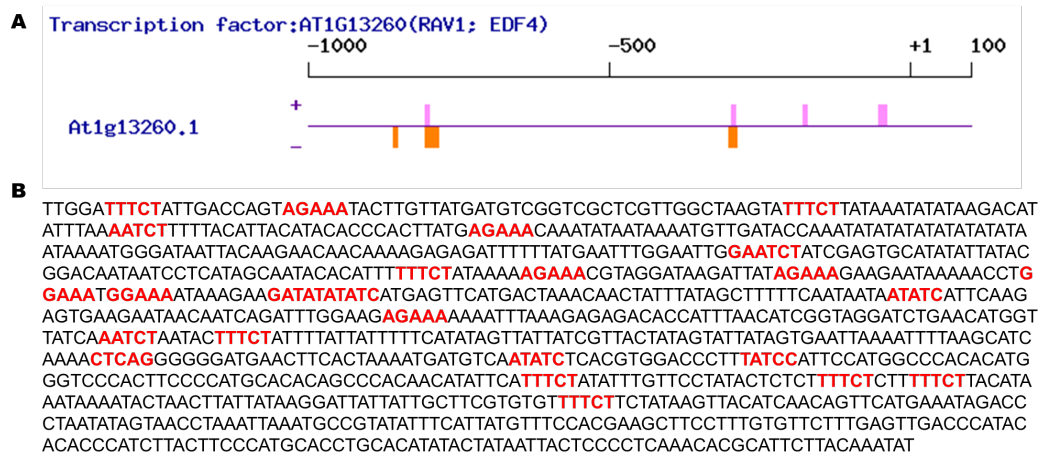 A
Transcription factor:AT1G13260(RAV1; EDF4)
-1000 -500 +1 100
+
At1g13260.1
−
B
TTGGATTTCTATTGACCAGTAGAAATACTTGTTATGATGTCGGTCGCTCGTTGGCTAAGTATTTCTTATAAATATATAAGACAT
ATTTAAAATCTTTTTACATTACATACACCCACTTATGAGAAACAAATATAATAAAATGTTGATACCAAATATATATATATATATA
ATAAAATGGGATAATTACAAGAACAACAAAAGAGAGATTTTTTATGAATTTGGAATTGGAATCTATCGAGTGCATATATTATAC
GGACAATAATCCTCATAGCAATACACATTTTTTCTATAAAAAGAAACGTAGGATAAGATTATAGAAAGAAGAATAAAAACCTG
GAAATGGAAAATAAAGAAGATATATATCATGAGTTCATGACTAAACAACTATTTATAGCTTTTTCAATAATAATATCATTCAAG
AGTGAAGAATAACAATCAGATTTGGAAGAGAAAAAAATTTAAAGAGAGACACCATTTAACATCGGTAGGATCTGAACATGGT
TATCAAATCTAATACTTTCTATTTTATTATTTTTCATATAGTTATTATCGTTACTATAGTATTATAGTGAATTAAAATTTTAAGCATC
AAAACTCAGGGGGGATGAACTTCACTAAAATGATGTCAATATCTCACGTGGACCCTTTATCCATTCCATGGCCCACACATG
GGTCCCACTTCCCCATGCACACAGCCCACAACATATTCATTTCTATATTTGTTCCTATACTCTCTTTTCTCTTTTTCTTACATA
AATAAAATACTAACTTATTATAAGGATTATTATTGCTTCGTGTGTTTTCTTCTATAAGTTACATCAACAGTTCATGAAATAGACC
CTAATATAGTAACCTAAATTAAATGCCGTATATTTCATTATGTTTCCACGAAGCTTCCTTTGTGTTCTTTGAGTTGACCCATAC
ACACCCATCTTACTTCCCATGCACCTGCACATATACTATAATTACTCCCCTCAAACACGCATTCTTACAAATAT